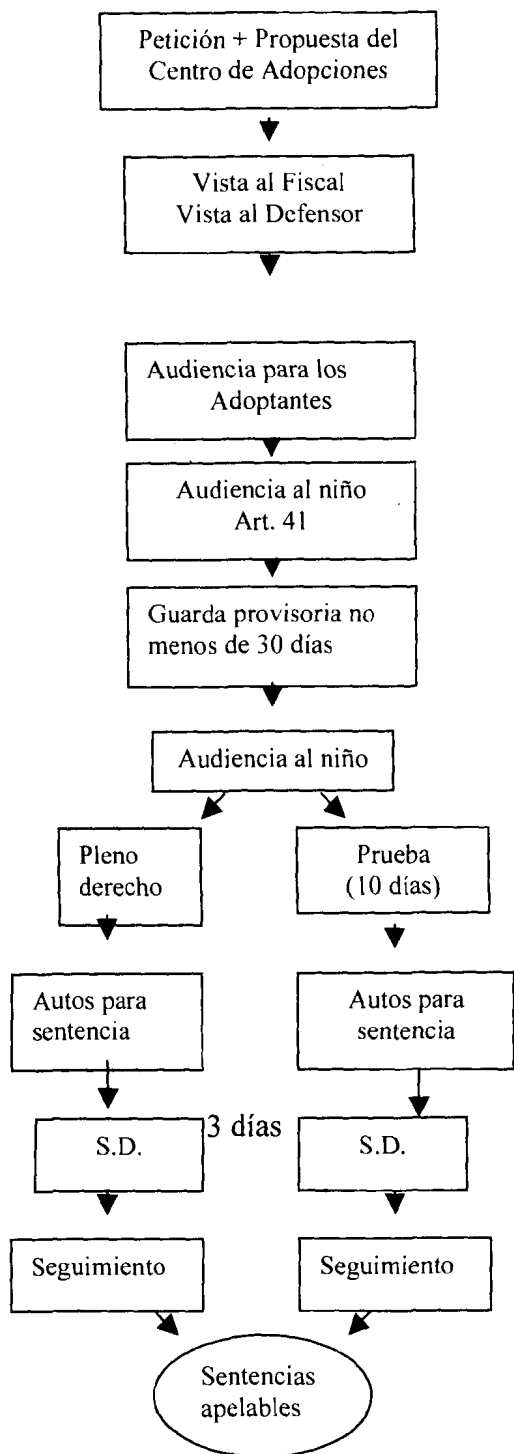 Petición + Propuesta del
Centro de Adopciones
Vista al Fiscal
Vista al Defensor
Audiencia para los
Adoptantes
Audiencia al niño
Art. 41
Guarda provisoria no
menos de 30 días
Audiencia al niño
Pleno
derecho
Prueba
(10 días)
Autos para
sentencia
Autos para
sentencia
S.D.
3 días
S.D.
Seguimiento
Seguimiento
Sentencias
apelables